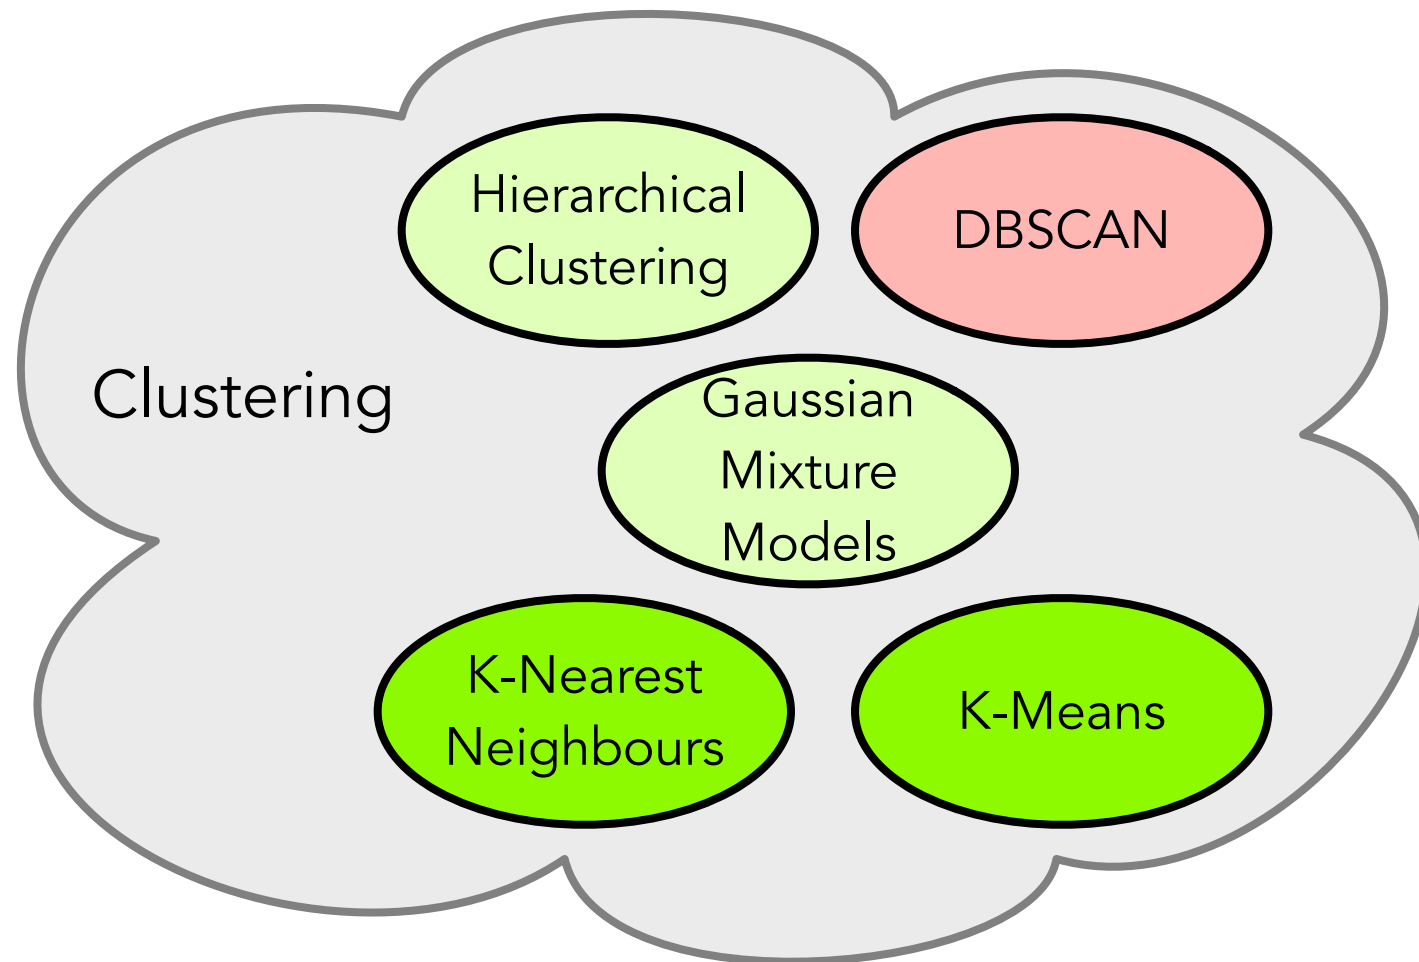 Hierarchical
Clustering
DBSCAN
Clustering
Gaussian
Mixture
Models
K-Nearest
Neighbours
K-Means